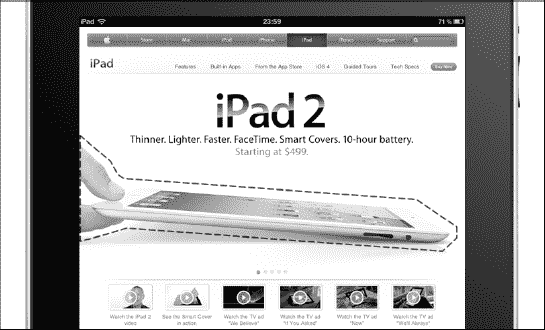 iPad 23:59 71 %
Store Mac iPod iPhone iPad iTunes Support
iPad Features Built-in Apps From the App Store iOS 4 Guided Tours Tech Specs Buy Now
iPad 2
Thinner. Lighter. Faster. FaceTime. Smart Covers. 10-hour battery.
Starting at $499.
Watch the iPad 2 See the Smart Cover Watch the TV ad Watch the TV ad Watch the TV ad Watch the TV ad
video in action "We Believe" "If You Asked" "Now" "We'll Always"